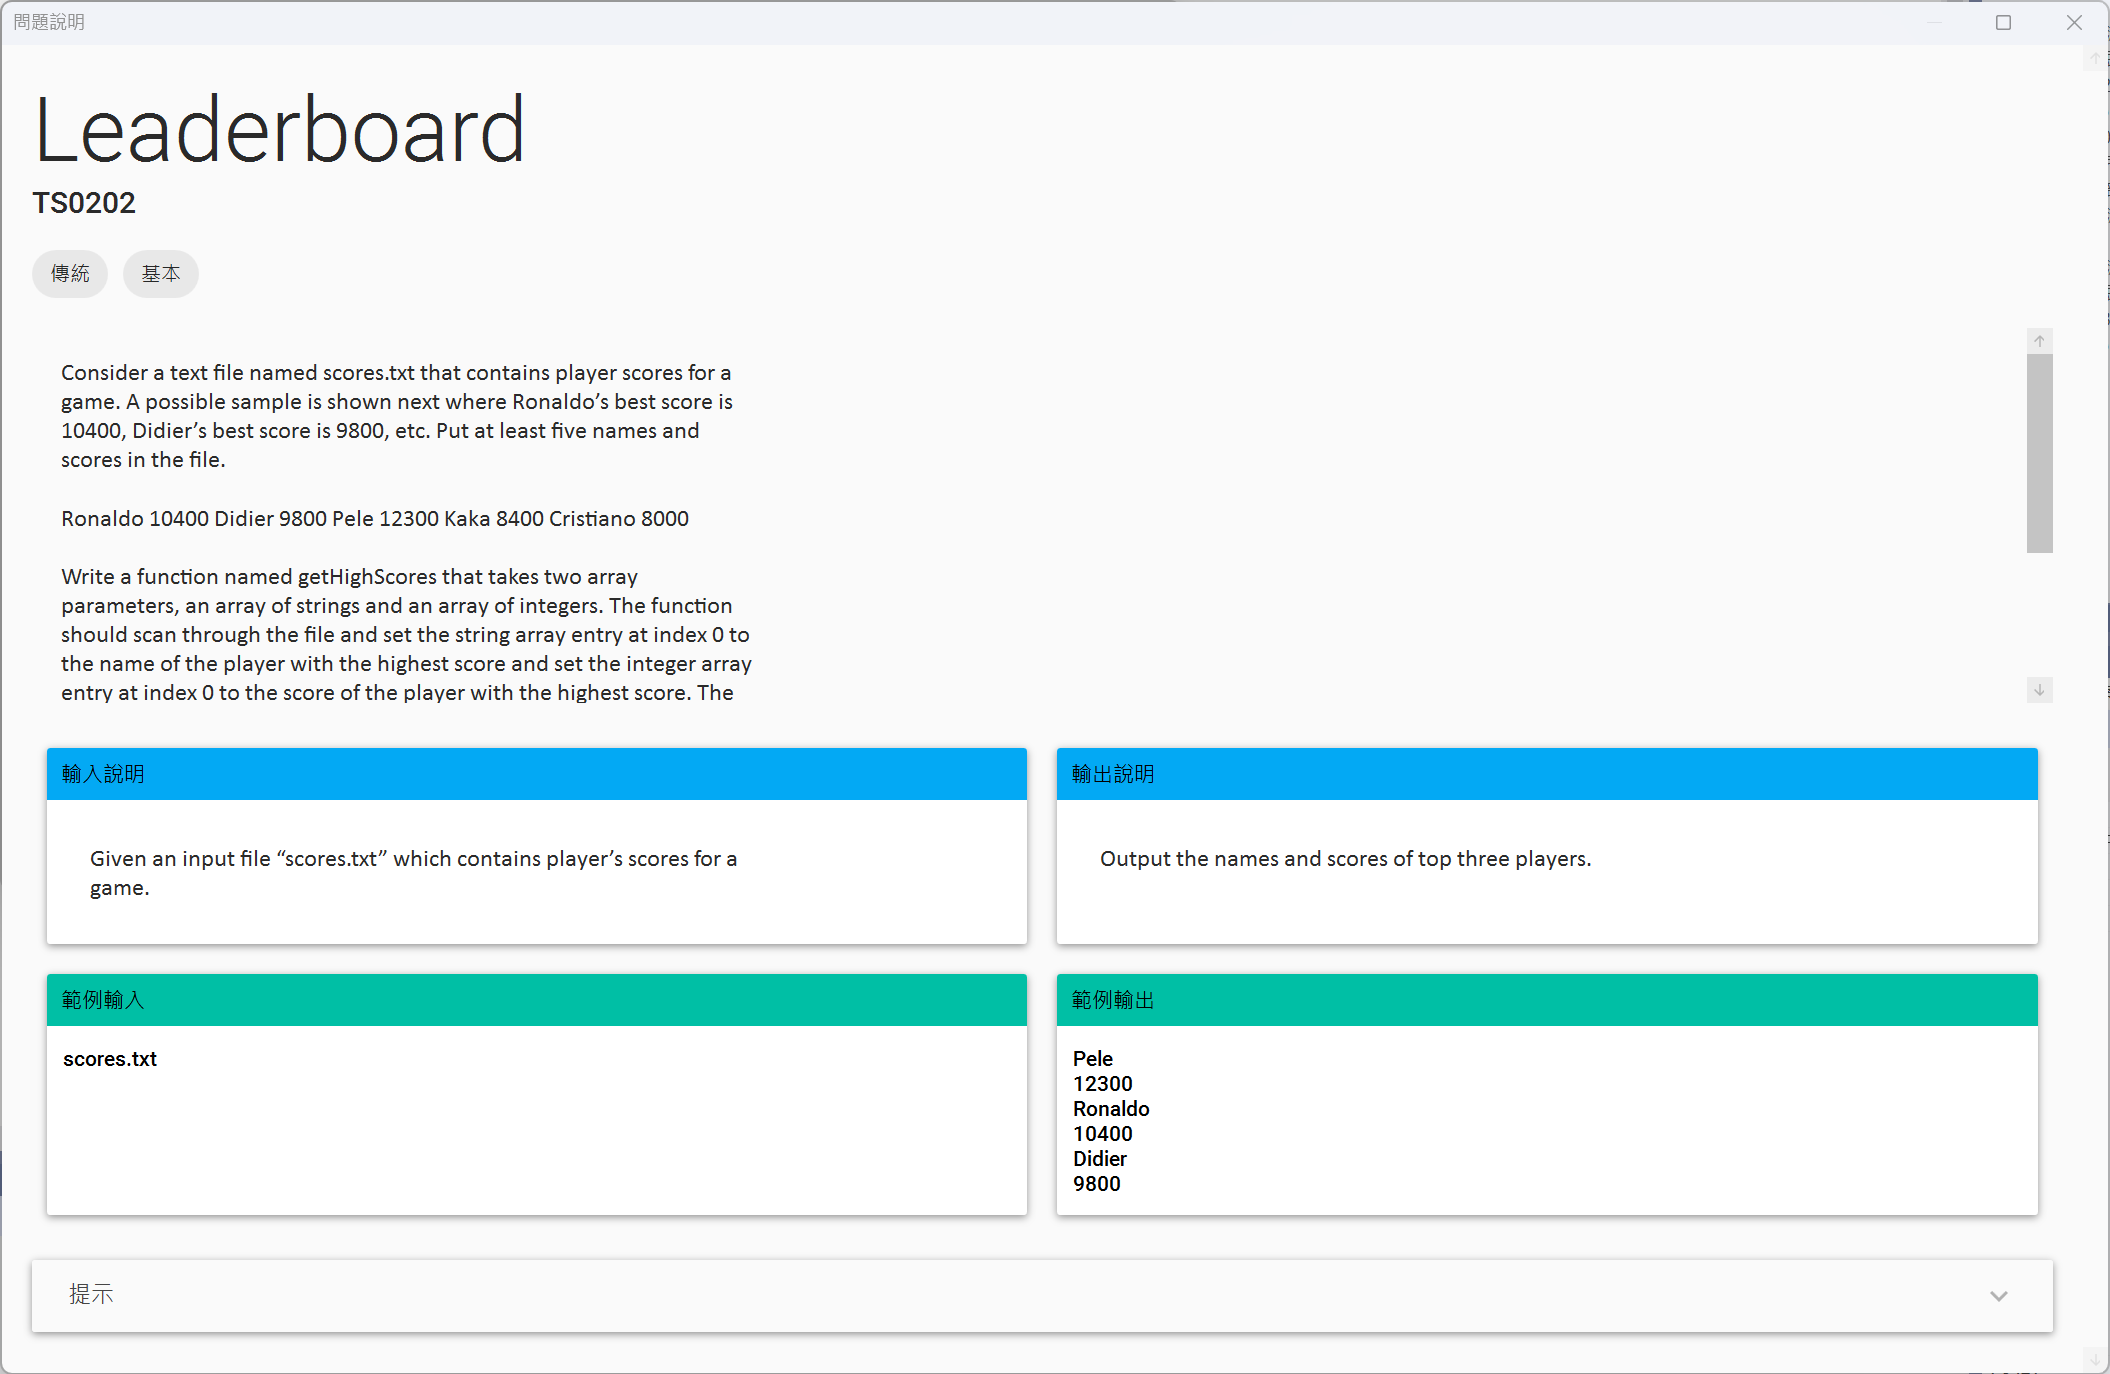 問題說明
Leaderboard
TS0202
傳統 基本
Consider a text file named scores.txt that contains player scores for a
game. A possible sample is shown next where Ronaldo’s best score is
10400, Didier’s best score is 9800, etc. Put at least five names and
scores in the file.
Ronaldo 10400 Didier 9800 Pele 12300 Kaka 8400 Cristiano 8000
Write a function named getHighScores that takes two array
parameters, an array of strings and an array of integers. The function
should scan through the file and set the string array entry at index 0 to
the name of the player with the highest score and set the integer array
entry at index 0 to the score of the player with the highest score. The
輸入說明
Given an input file “scores.txt” which contains player’s scores for a
game.
輸出說明
Output the names and scores of top three players.
範例輸入
scores.txt
範例輸出
Pele
12300
Ronaldo
10400
Didier
9800
提示